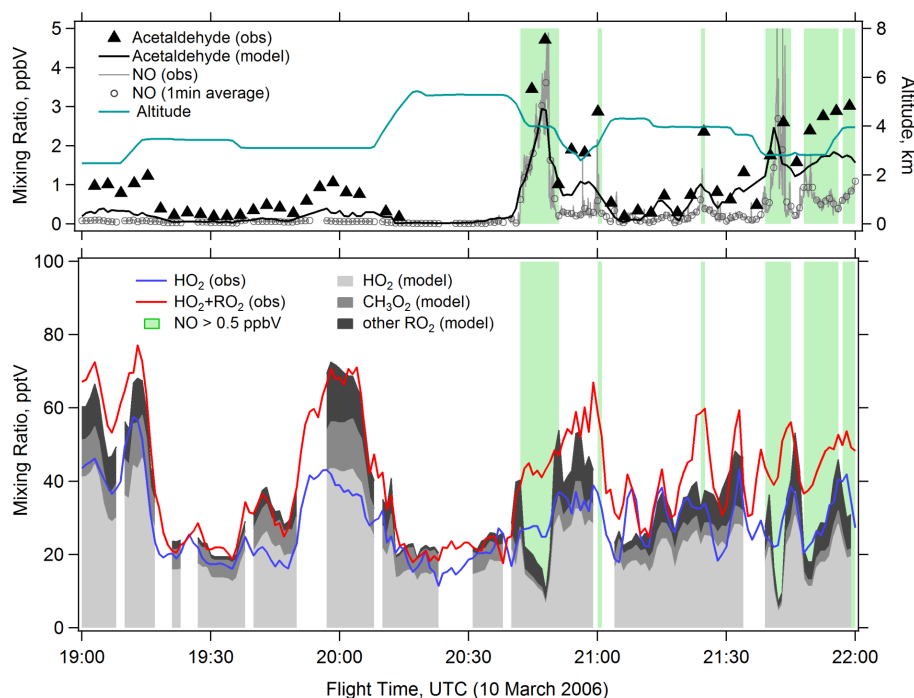 5
4
3
2
1
0
Mixing Ratio, ppbV
Acetaldehyde (obs)
Acetaldehyde (model)
NO (obs)
NO (1min average)
Altitude
8
6
4
2
0
Altitude, km
100
80
60
40
20
0
Mixing Ratio, pptV
HO₂ (obs)
HO₂+RO₂ (obs)
NO > 0.5 ppbV
HO₂ (model)
CH₃O₂ (model)
other RO₂ (model)
19:00 19:30 20:00 20:30 21:00 21:30 22:00
Flight Time, UTC (10 March 2006)